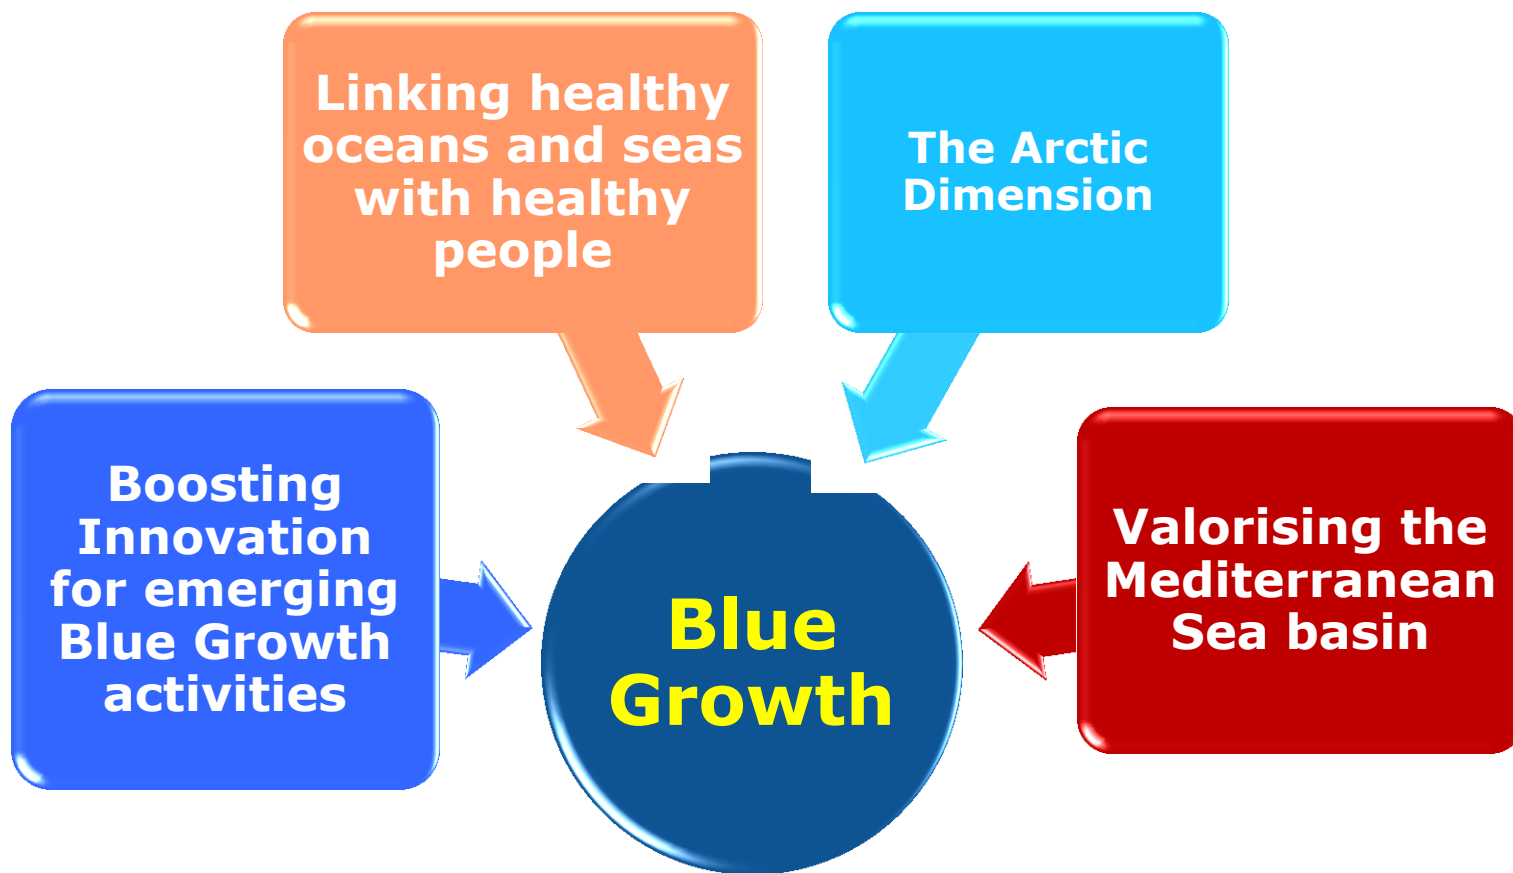 Linking healthy
oceans and seas
with healthy
people
The Arctic
Dimension
Boosting
Innovation
for emerging
Blue Growth
activities
Valorising the
Mediterranean
Sea basin
Blue
Growth